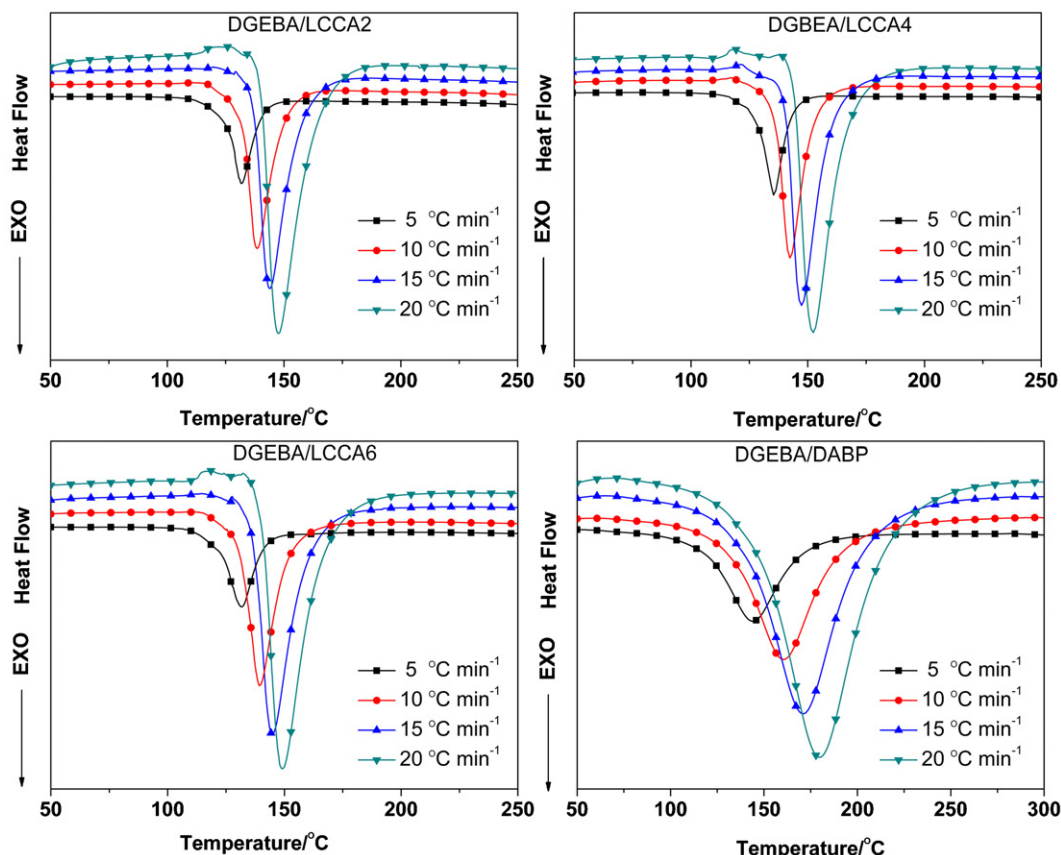 DGEBA/LCCA2
Heat Flow
EXO
5 °C min⁻¹
10 °C min⁻¹
15 °C min⁻¹
20 °C min⁻¹
50 100 150 200 250
Temperature/°C
DGBEA/LCCA4
Heat Flow
EXO
5 °C min⁻¹
10 °C min⁻¹
15 °C min⁻¹
20 °C min⁻¹
50 100 150 200 250
Temperature/°C
DGEBA/LCCA6
Heat Flow
EXO
5 °C min⁻¹
10 °C min⁻¹
15 °C min⁻¹
20 °C min⁻¹
50 100 150 200 250
Temperature/°C
DGEBA/DABP
Heat Flow
EXO
5 °C min⁻¹
10 °C min⁻¹
15 °C min⁻¹
20 °C min⁻¹
50 100 150 200 250 300
Temperature/°C